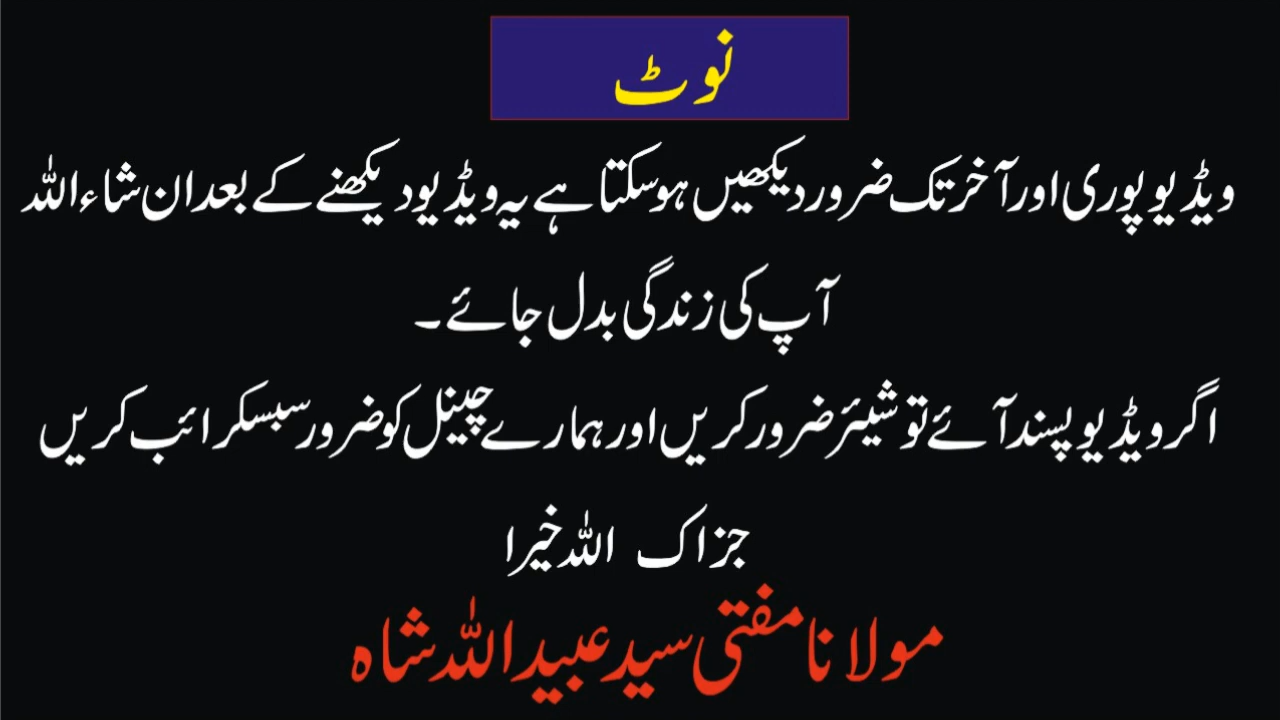 نوٹ
ویڈیو پوری اور آخر تک ضرور دیکھیں ہو سکتا ہے یہ ویڈیو دیکھنے کے بعد ان شاء اللہ
آپ کی زندگی بدل جائے۔
اگر ویڈیو پسند آئے تو شیئر ضرور کریں اور ہمارے چینل کو ضرور سبسکرائب کریں
جزاک اللہ خیرا
مولانا مفتی سید عبید اللہ شاہ